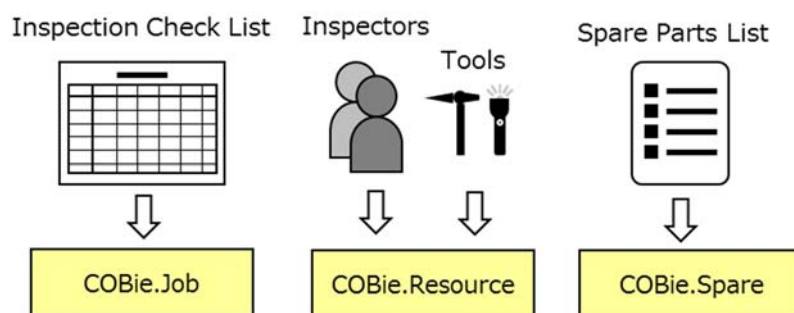 Inspection Check List
Inspectors
Tools
Spare Parts List
COBie.Job
COBie.Resource
COBie.Spare